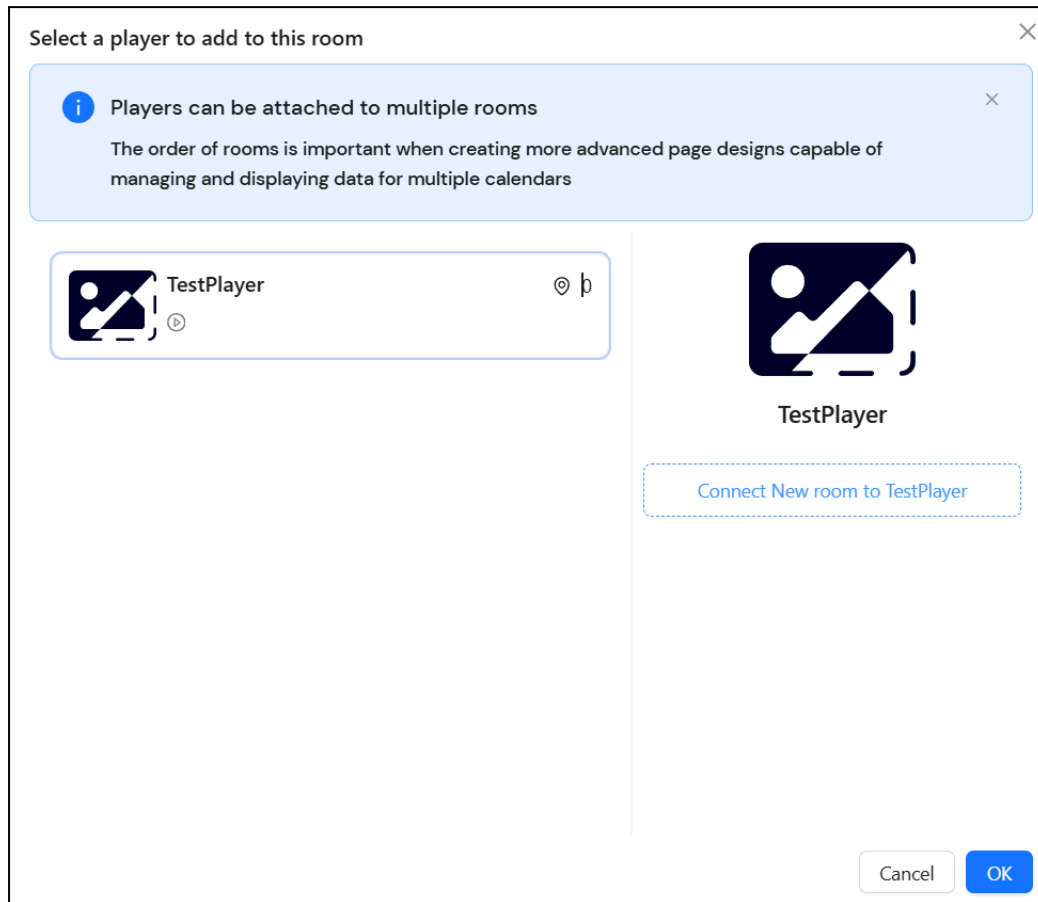 Select a player to add to this room
Players can be attached to multiple rooms
The order of rooms is important when creating more advanced page designs capable of
managing and displaying data for multiple calendars
TestPlayer
0
TestPlayer
Connect New room to TestPlayer
Cancel
OK